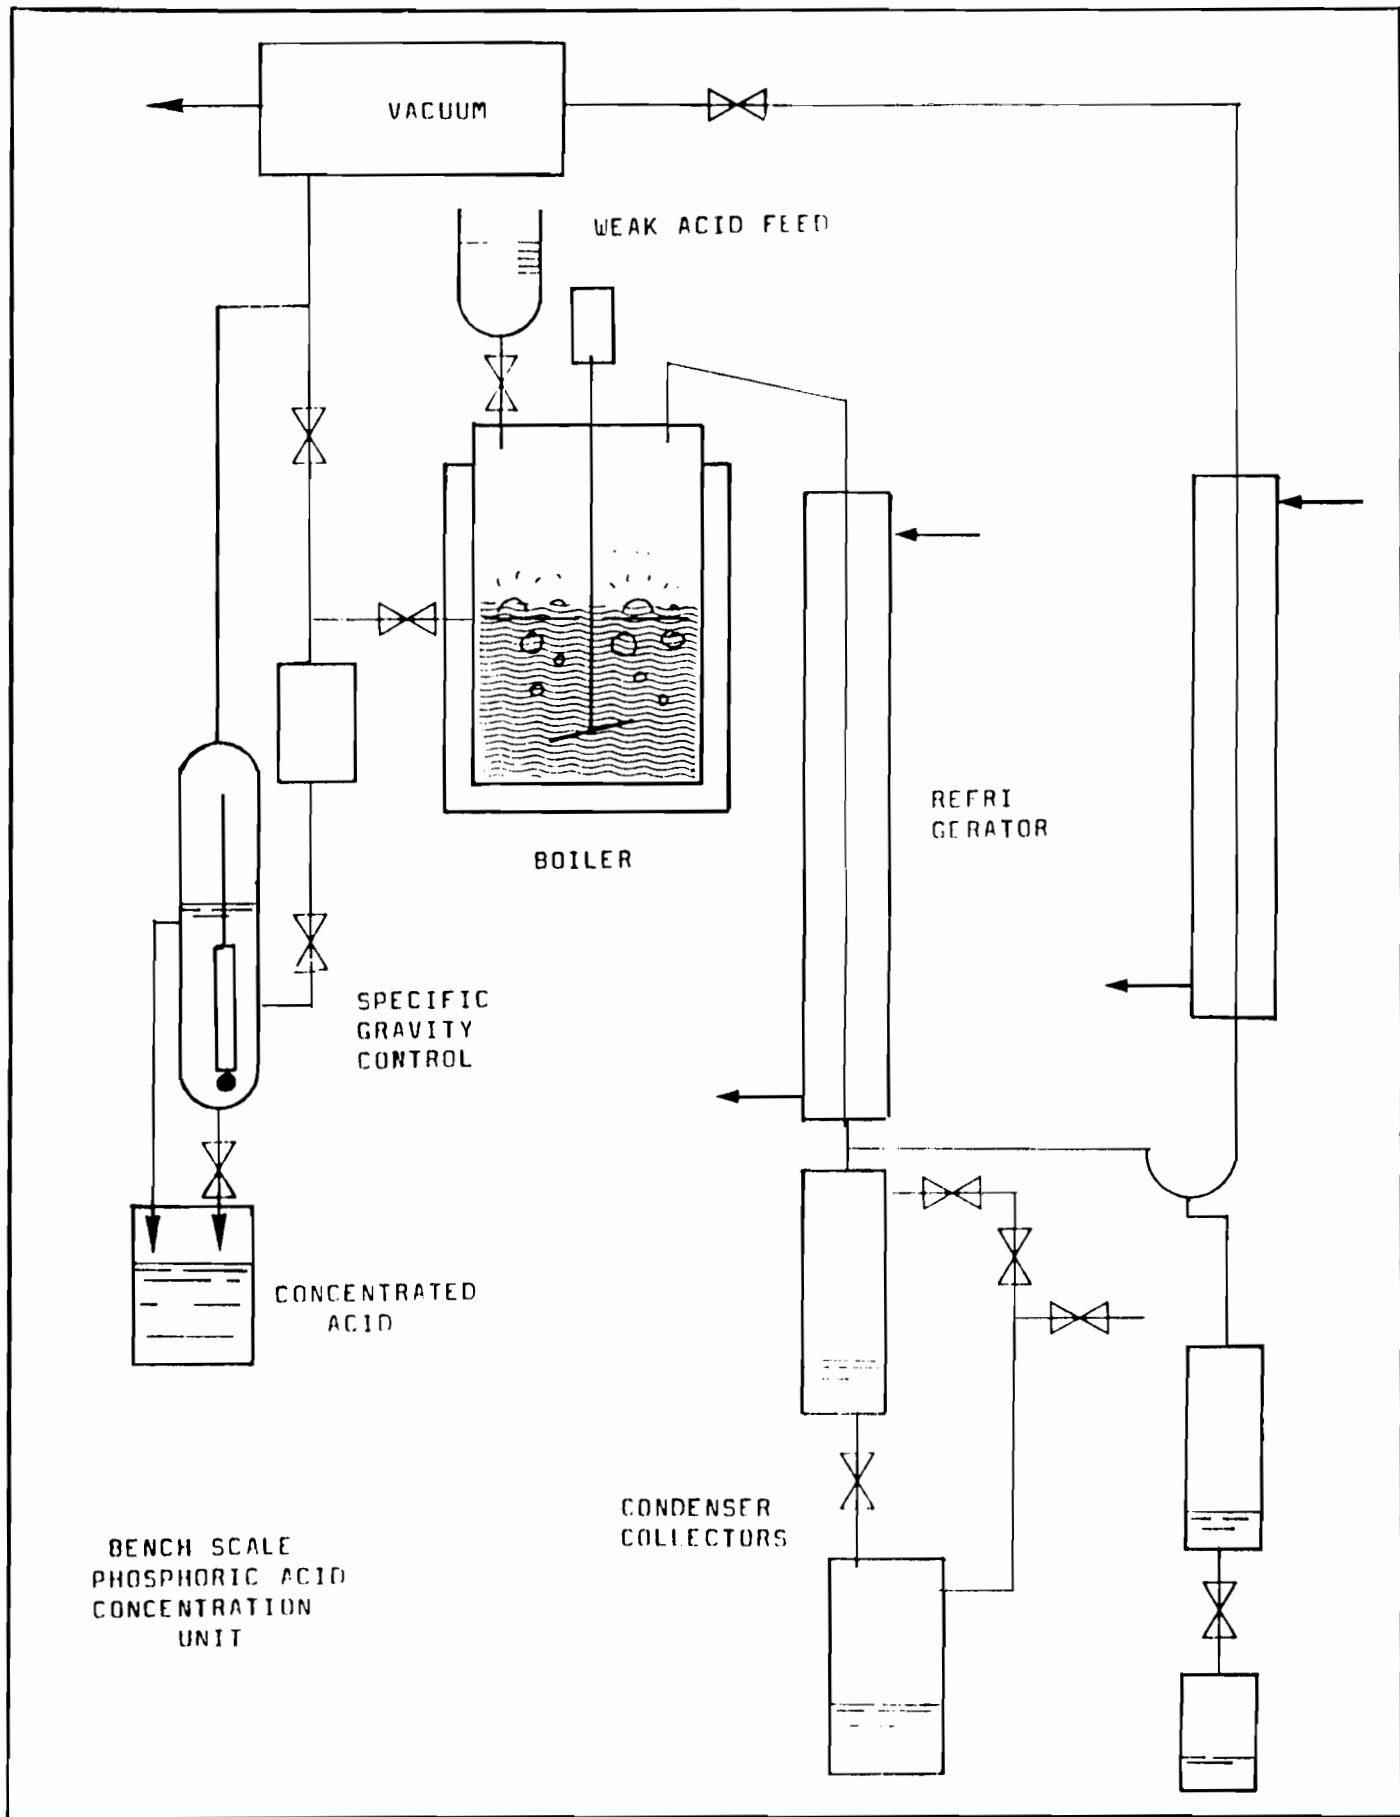 VACUUM
WEAK ACID FEED
BOILER
REFRI
GERATOR
SPECIFIC
GRAVITY
CONTROL
CONCENTRATED
ACID
CONDENSER
COLLECTORS
BENCH SCALE
PHOSPHORIC ACID
CONCENTRATION
UNIT